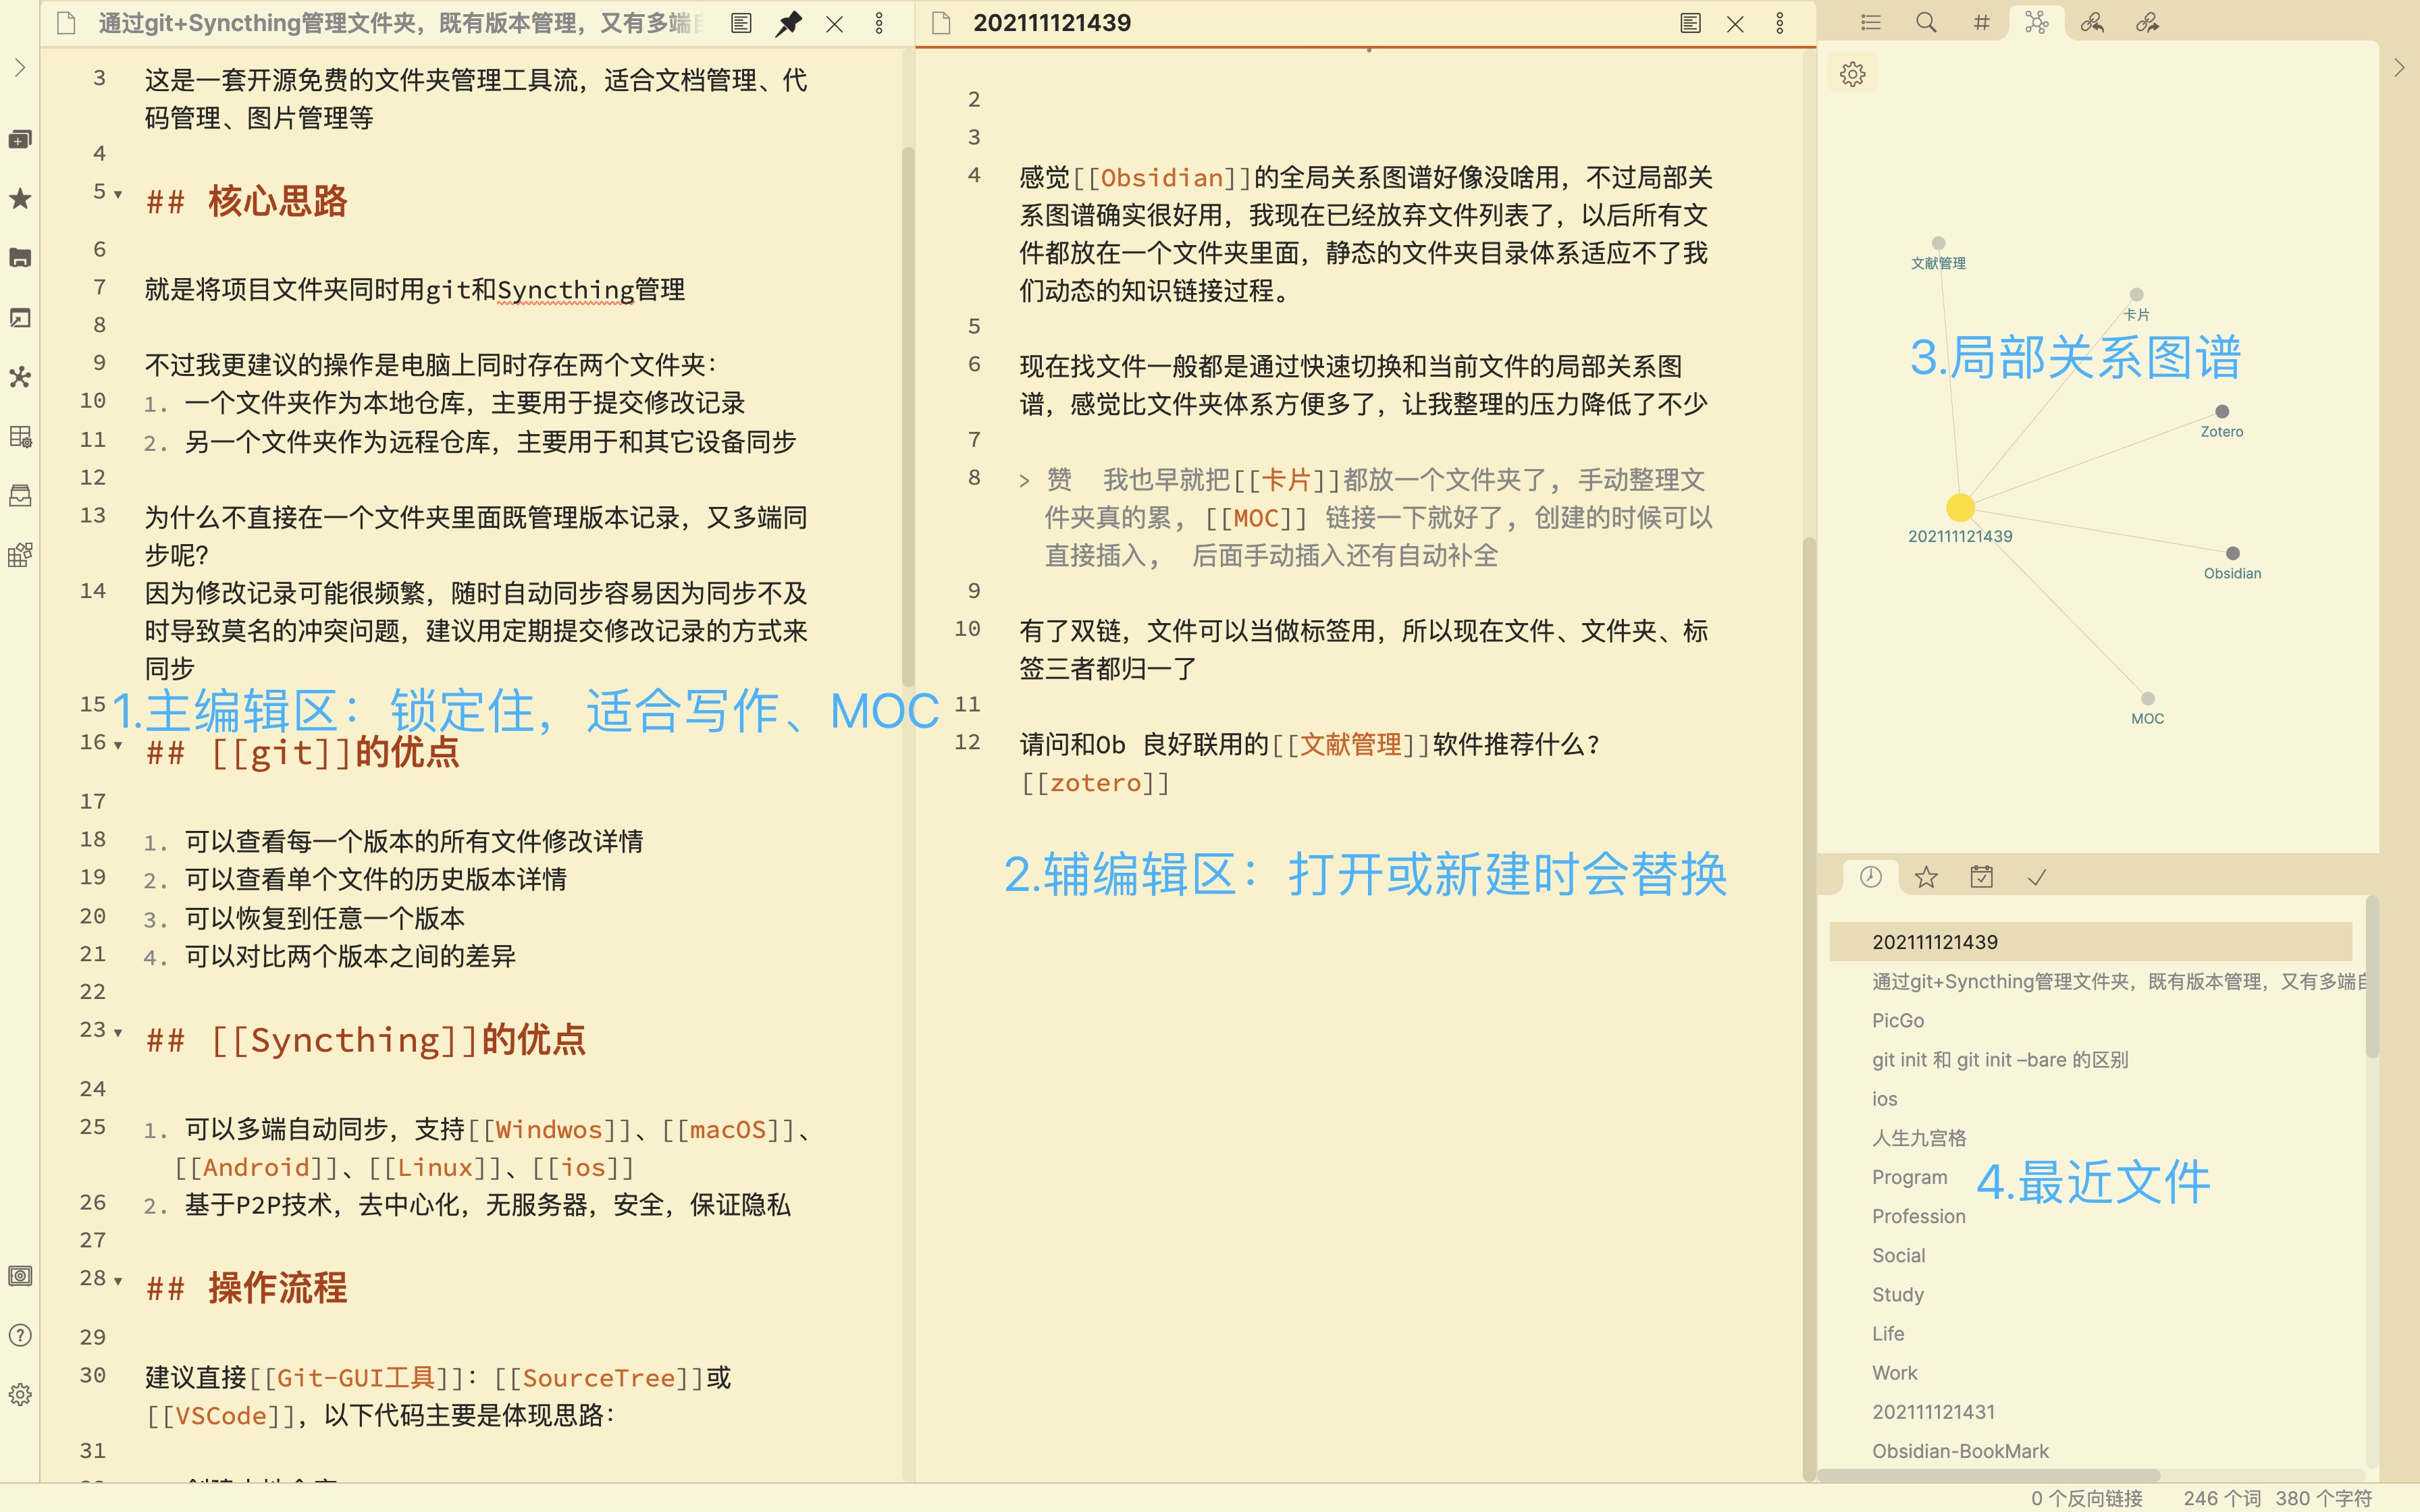 通过git+Syncthing管理文件夹，既有版本管理，又有多端
3 这是一套开源免费的文件夹管理工具流，适合文档管理、代
码管理、图片管理等
4
5 ## 核心思路
6
7 就是将项目文件夹同时用git和Syncthing管理
8
9 不过我更建议的操作是电脑上同时存在两个文件夹：
10 1. 一个文件夹作为本地仓库，主要用于提交修改记录
11 2. 另一个文件夹作为远程仓库，主要用于和其它设备同步
12
13 为什么不直接在一个文件夹里面既管理版本记录，又多端同
步呢?
14 因为修改记录可能很频繁，随时自动同步容易因为同步不及
时导致莫名的冲突问题，建议用定期提交修改记录的方式来
同步
15
1.主编辑区：锁定住，适合写作、MOC
16 ## [[git]]的优点
17
18 1. 可以查看每一个版本的所有文件修改详情
19 2. 可以查看单个文件的历史版本详情
20 3. 可以恢复到任意一个版本
21 4. 可以对比两个版本之间的差异
22
23 ## [[Syncthing]]的优点
24
25 1. 可以多端自动同步，支持[[Windwos]]、[[macOS]]、
[[Android]]、[[Linux]]、[[ios]]
26 2. 基于P2P技术，去中心化，无服务器，安全，保证隐私
27
28 ## 操作流程
29
30 建议直接[[Git-GUI工具]]：[[SourceTree]]或
[[VSCode]]，以下代码主要是体现思路：
31
202111121439
2
3
4 感觉[[Obsidian]]的全局关系图谱好像没啥用，不过局部关
系图谱确实很好用，我现在已经放弃文件列表了，以后所有文
件都放在一个文件夹里面，静态的文件夹目录体系适应不了我
们动态的知识链接过程。
5
6 现在找文件一般都是通过快速切换和当前文件的局部关系图
谱，感觉比文件夹体系方便多了，让我整理的压力降低了不少
7
8 > 赞 我也早就把[[卡片]]都放一个文件夹了, 手动整理文
件夹真的累, [[MOC]] 链接一下就好了, 创建的时候可以
直接插入, 后面手动插入还有自动补全
9
10 有了双链，文件可以当做标签用，所以现在文件、文件夹、标
签三者都归一了
11
12 请问和Ob 良好联用的[[文献管理]]软件推荐什么?
[[zotero]]
2.辅编辑区：打开或新建时会替换
文献管理
卡片
3.局部关系图谱
Zotero
202111121439
Obsidian
MOC
202111121439
通过git+Syncthing管理文件夹，既有版本管理，又有多端自
PicGo
git init 和 git init –bare 的区别
ios
人生九宫格
Program
4.最近文件
Profession
Social
Study
Life
Work
202111121431
Obsidian-BookMark
0 个反向链接 246 个词 380 个字符